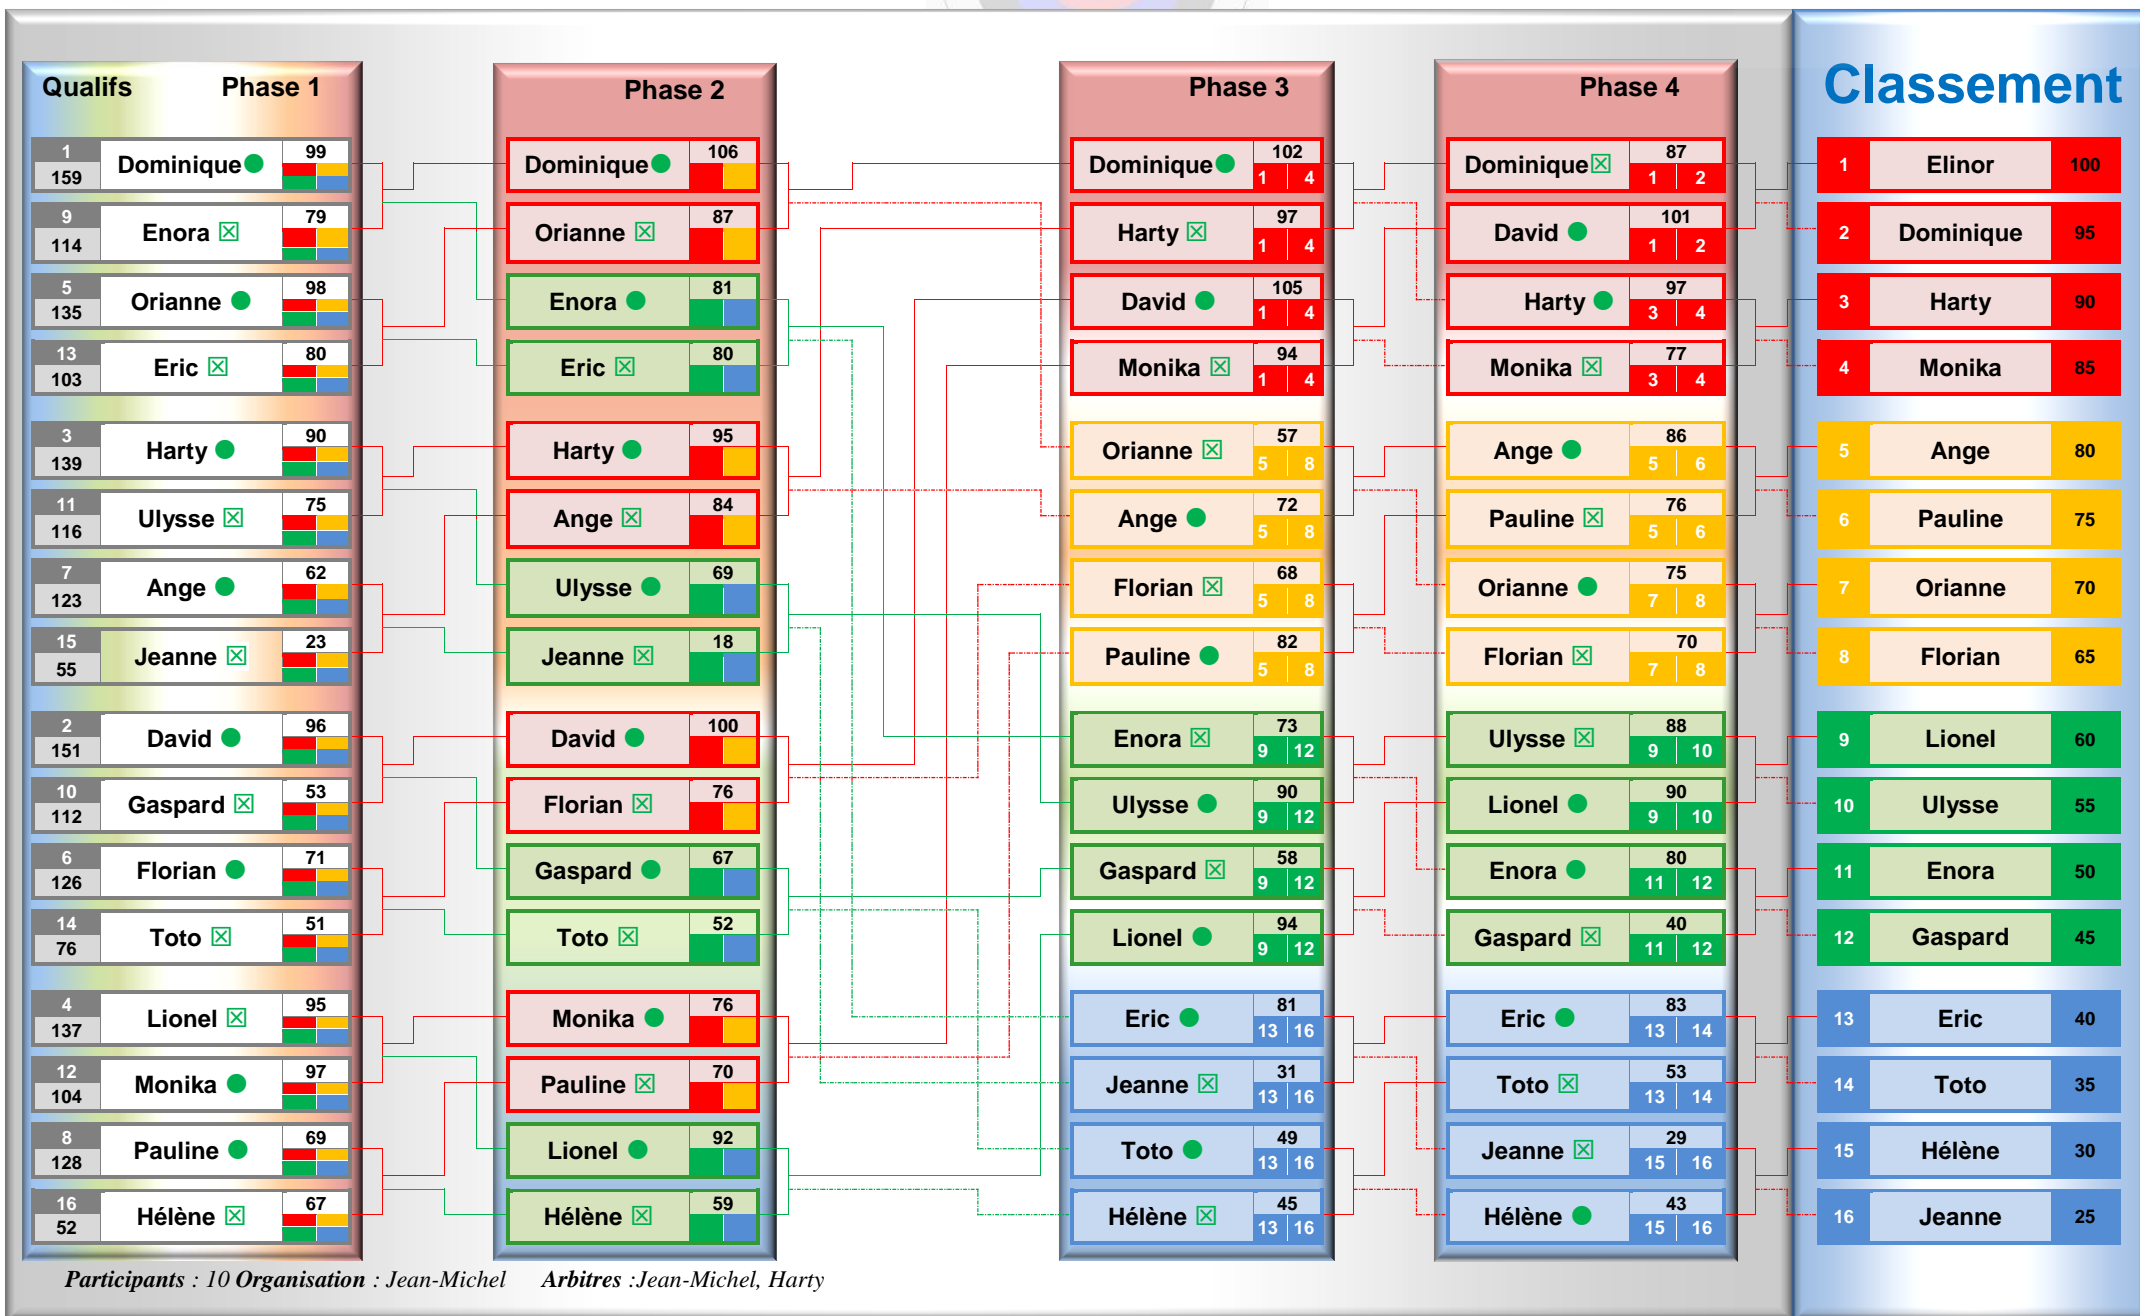 Qualifs Phase 1
1 159 Dominique 99
9 114 Enora 79
5 135 Orianne 98
13 103 Eric 80
3 139 Harty 90
11 116 Ulysse 75
7 123 Ange 62
15 55 Jeanne 23
2 151 David 96
10 112 Gaspard 53
6 126 Florian 71
14 76 Toto 51
4 137 Lionel 95
12 104 Monika 97
8 128 Pauline 69
16 52 Hélène 67
Phase 2
Dominique 106
Orianne 87
Enora 81
Eric 80
Harty 95
Ange 84
Ulysse 69
Jeanne 18
David 100
Florian 76
Gaspard 67
Toto 52
Monika 76
Pauline 70
Lionel 92
Hélène 59
Phase 3
Dominique 102 1 4
Harty 97 1 4
David 105 1 4
Monika 94 1 4
Orianne 57 5 8
Ange 72 5 8
Florian 68 5 8
Pauline 82 5 8
Enora 73 9 12
Ulysse 90 9 12
Gaspard 58 9 12
Lionel 94 9 12
Eric 81 13 16
Jeanne 31 13 16
Toto 49 13 16
Hélène 45 13 16
Phase 4
Dominique 87 1 2
David 101 1 2
Harty 97 3 4
Monika 77 3 4
Ange 86 5 6
Pauline 76 5 6
Orianne 75 7 8
Florian 70 7 8
Ulysse 88 9 10
Lionel 90 9 10
Enora 80 11 12
Gaspard 40 11 12
Eric 83 13 14
Toto 53 13 14
Jeanne 29 15 16
Hélène 43 15 16
Classement
1 Elinor 100
2 Dominique 95
3 Harty 90
4 Monika 85
5 Ange 80
6 Pauline 75
7 Orianne 70
8 Florian 65
9 Lionel 60
10 Ulysse 55
11 Enora 50
12 Gaspard 45
13 Eric 40
14 Toto 35
15 Hélène 30
16 Jeanne 25
Participants : 10 Organisation : Jean-Michel Arbitres :Jean-Michel, Harty